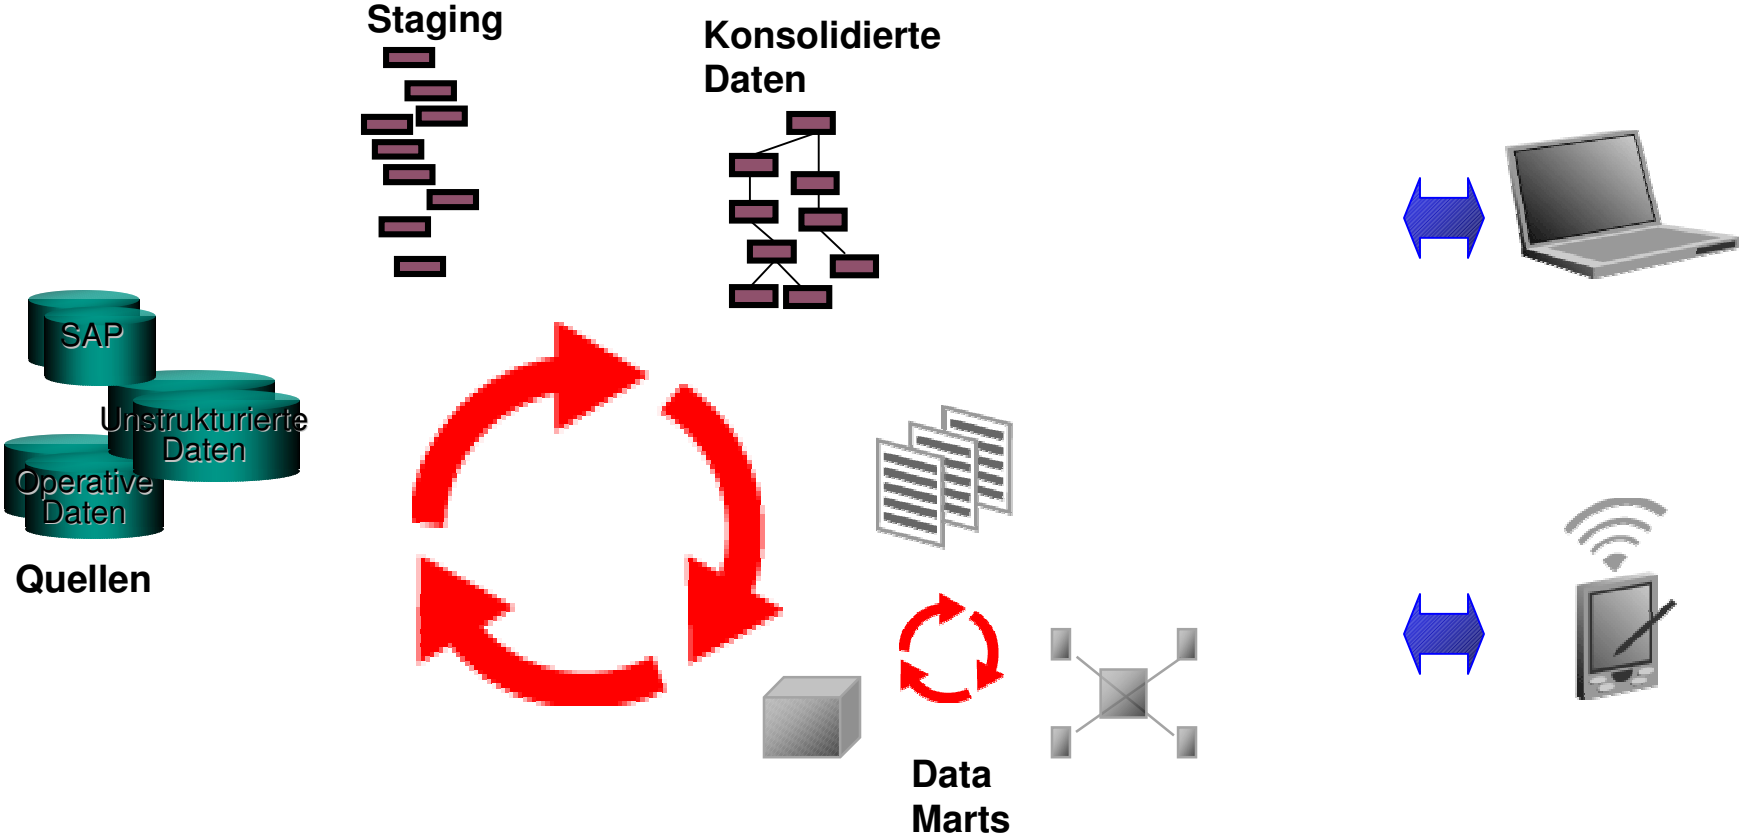 Staging
Konsolidierte
Daten
SAP
Unstrukturierte
Daten
Operative
Daten
Quellen
Data
Marts